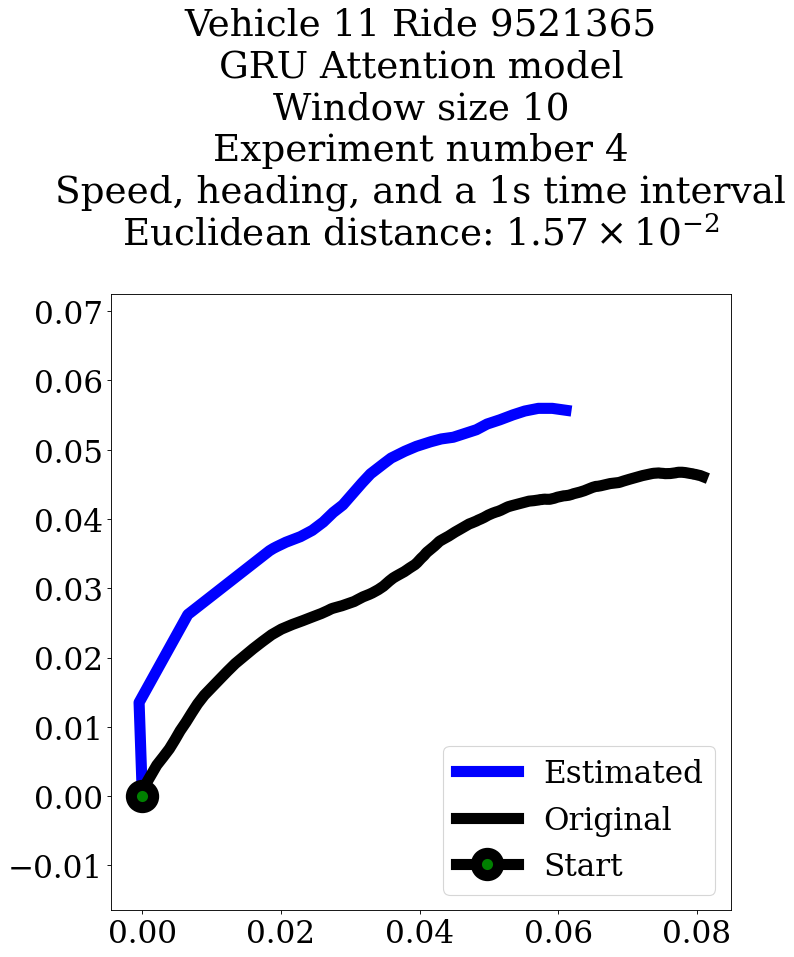 Vehicle 11 Ride 9521365
GRU Attention model
Window size 10
Experiment number 4
Speed, heading, and a 1s time interval
Euclidean distance: 1.57 × 10⁻²
0.07
0.06
0.05
0.04
0.03
0.02
0.01
0.00
−0.01
Estimated
Original
Start
0.00 0.02 0.04 0.06 0.08